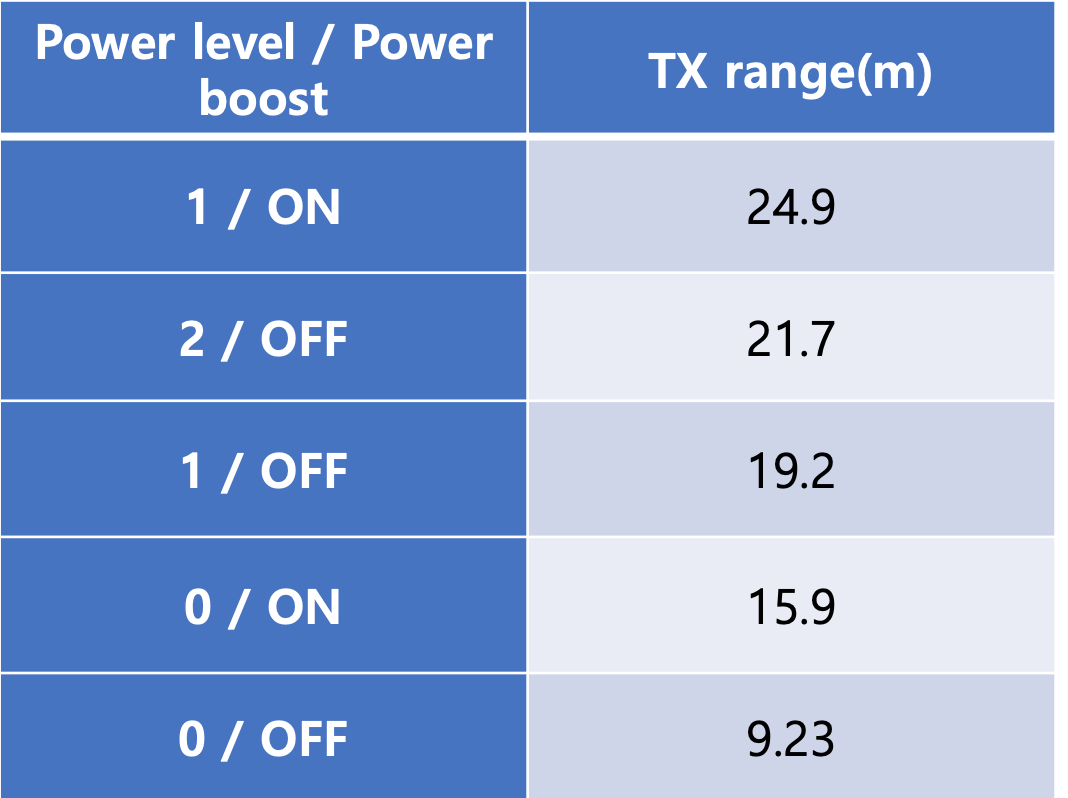 Power level / Power
boost
TX range(m)
1 / ON
24.9
2 / OFF
21.7
1 / OFF
19.2
0 / ON
15.9
0 / OFF
9.23